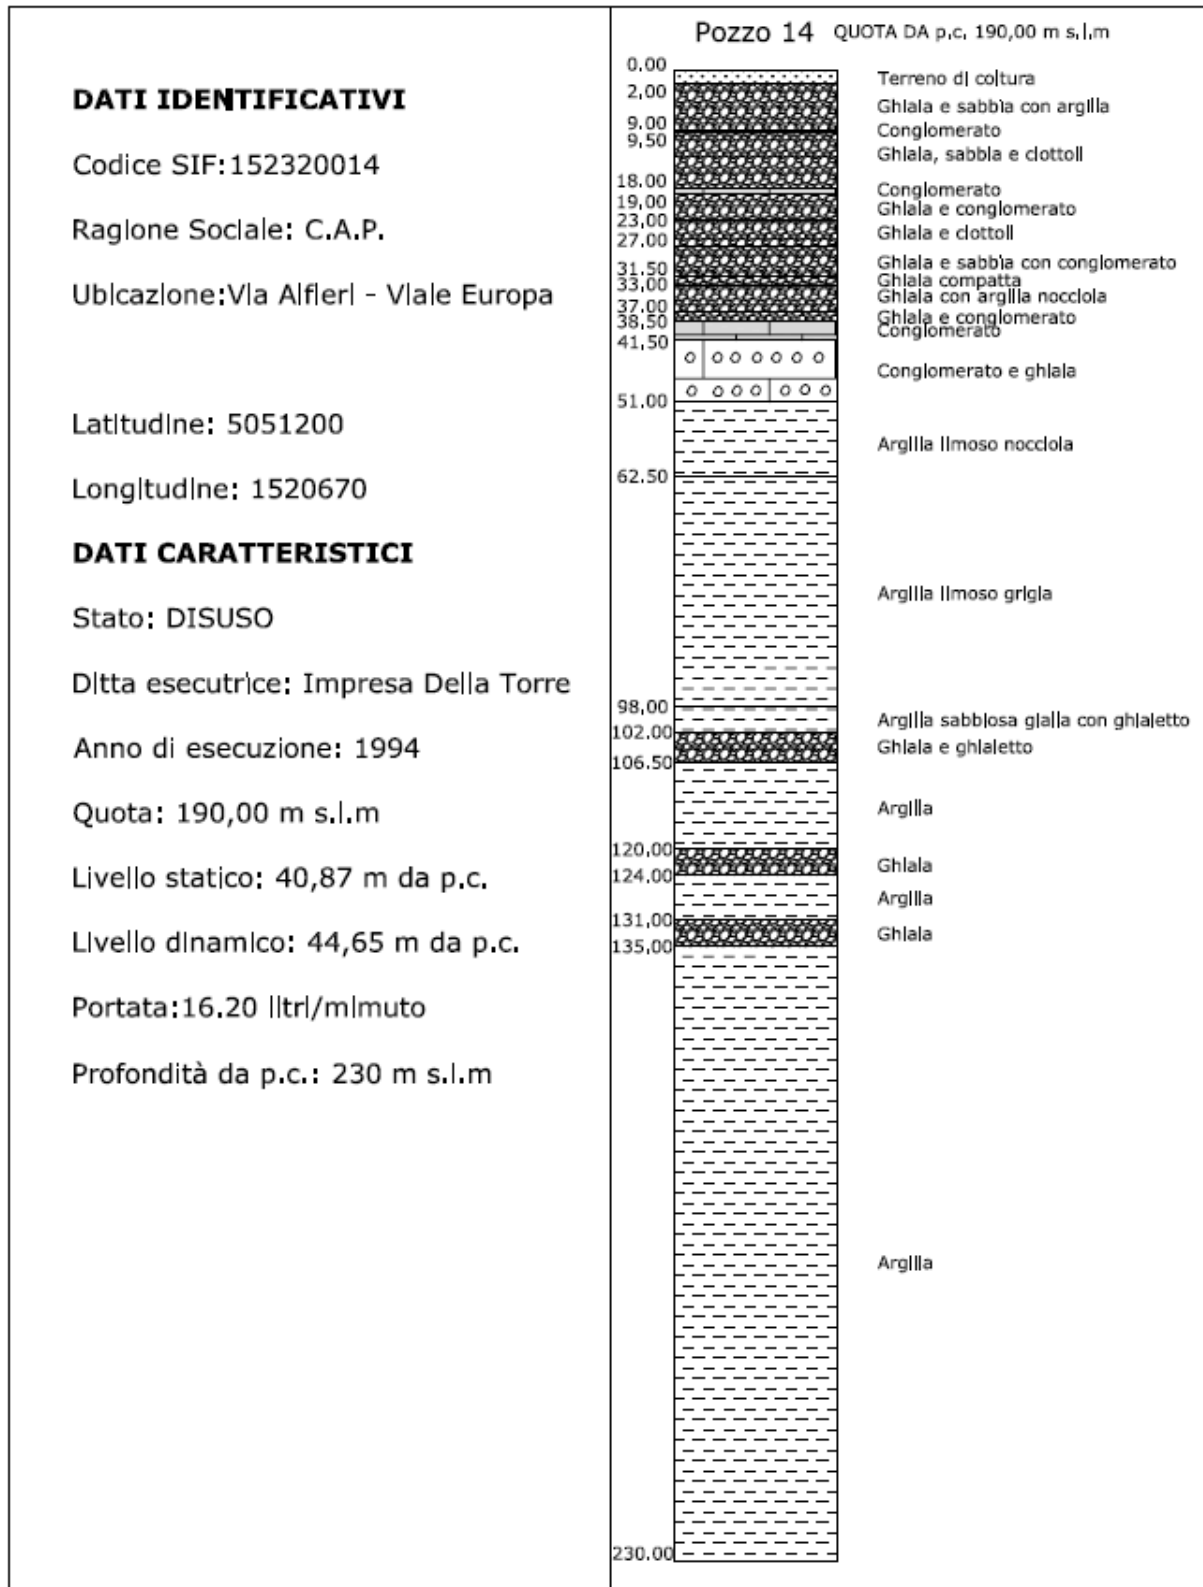 DATI IDENTIFICATIVI
Codice SIF:152320014
Ragione Sociale: C.A.P.
Ubicazione:Via Alfieri - Viale Europa
Latitudine: 5051200
Longitudine: 1520670
DATI CARATTERISTICI
Stato: DISUSO
Ditta esecutrice: Impresa Della Torre
Anno di esecuzione: 1994
Quota: 190,00 m s.l.m
Livello statico: 40,87 m da p.c.
Livello dinamico: 44,65 m da p.c.
Portata:16.20 litri/mimuto
Profondità da p.c.: 230 m s.l.m
Pozzo 14 QUOTA DA p.c. 190,00 m s.l.m
0.00
Terreno di coltura
2,00
Ghiaia e sabbia con argilla
9.00
Conglomerato
9,50
Ghiaia, sabbia e ciottoli
18.00
Conglomerato
19,00
Ghiaia e conglomerato
23,00
Ghiaia e ciottoli
27.00
Ghiaia e sabbia con conglomerato
31.50
Ghiaia compatta
33,00
Ghiaia con argilla nocciola
37.00
Ghiaia e conglomerato
38,50
Conglomerato
41,50
Conglomerato e ghiaia
51.00
Argilla limoso nocciola
62,50
Argilla limoso grigia
98,00
Argilla sabbiosa gialla con ghiaietto
102.00
Ghiaia e ghiaietto
106.50
Argilla
120,00
Ghiaia
124.00
Argilla
131,00
Ghiaia
135,00
Argilla
230.00